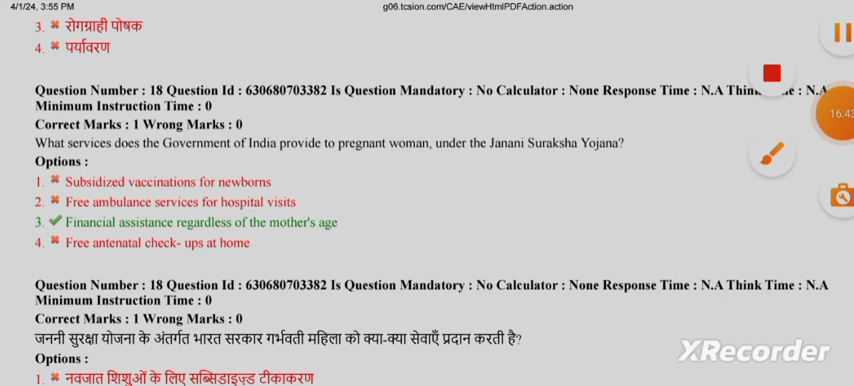 4/1/24, 3:55 PM
g06.tcsion.com/CAE/viewHtmlPDFAction.action
3. रोगग्राही पोषक
4. पर्यावरण
Question Number : 18 Question Id : 630680703382 Is Question Mandatory : No Calculator : None Response Time : N.A Think : N.A
Minimum Instruction Time : 0
Correct Marks : 1 Wrong Marks : 0
What services does the Government of India provide to pregnant woman, under the Janani Suraksha Yojana?
Options :
1. Subsidized vaccinations for newborns
2. Free ambulance services for hospital visits
3. Financial assistance regardless of the mother's age
4. Free antenatal check- ups at home
Question Number : 18 Question Id : 630680703382 Is Question Mandatory : No Calculator : None Response Time : N.A Think Time : N.A
Minimum Instruction Time : 0
Correct Marks : 1 Wrong Marks : 0
जननी सुरक्षा योजना के अंतर्गत भारत सरकार गर्भवती महिला को क्या-क्या सेवाएँ प्रदान करती है?
Options :
1. नवजात शिशुओं के लिए सब्सिडाइज़्ड टीकाकरण
16:43
XRecorder